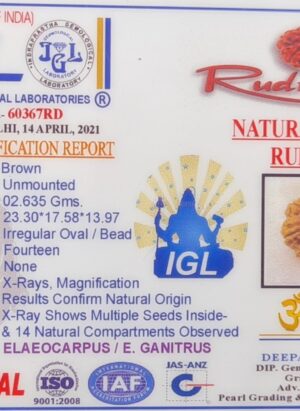 F INDIA)
INDRAPRASTHA GEMOLOGICAL LABORATORY
IGL
AL LABORATORIES ®
- 60367RD
LHI, 14 APRIL, 2021
FICATION REPORT
Brown
Unmounted
02.635 Gms.
23.30*17.58*13.97
Irregular Oval / Bead
Fourteen
None
X-Rays, Magnification
Results Confirm Natural Origin
X-Ray Shows Multiple Seeds Inside-
& 14 Natural Compartments Observed
ELAEOCARPUS / E. GANITRUS
AL
ISO
9001:2008
INTERNATIONAL
IAF
JAS-ANZ
Rud
NATUR
RU
IGL
ॐ
DEEPA
DIP. Gem
Gr
Adv.
Pearl Grading &